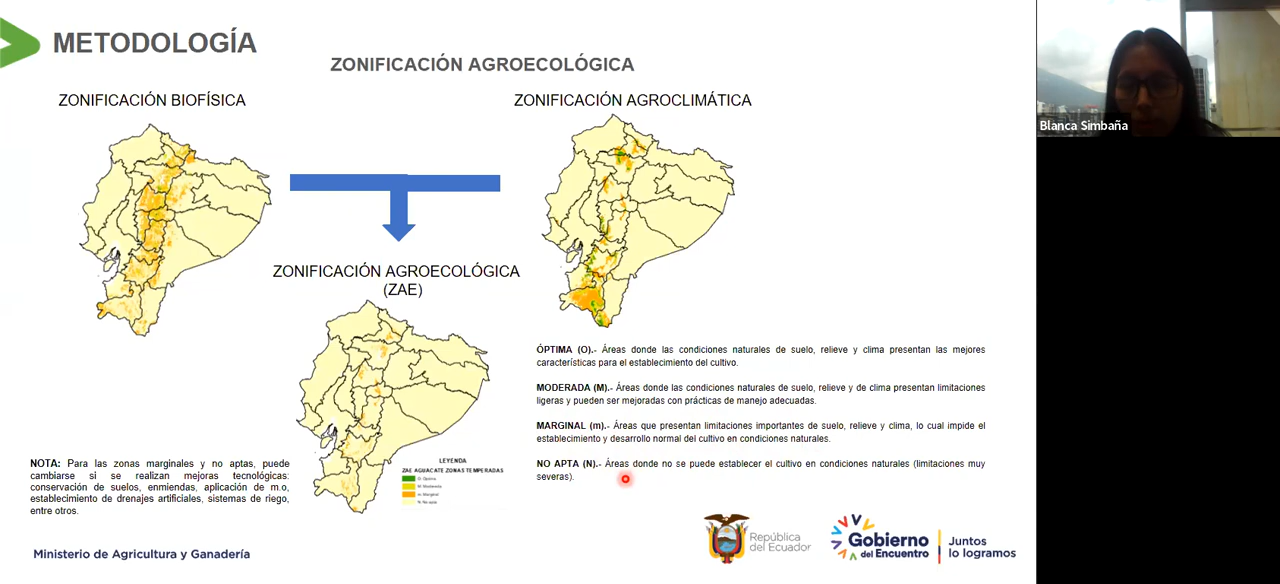 METODOLOGÍA
ZONIFICACIÓN AGROECOLÓGICA
ZONIFICACIÓN BIOFÍSICA
ZONIFICACIÓN AGROCLIMÁTICA
ZONIFICACIÓN AGROECOLÓGICA
(ZAE)
ÓPTIMA (O).- Áreas donde las condiciones naturales de suelo, relieve y clima presentan las mejores
características para el establecimiento del cultivo.
MODERADA (M).- Áreas donde las condiciones naturales de suelo, relieve y de clima presentan limitaciones
ligeras y pueden ser mejoradas con prácticas de manejo adecuadas.
MARGINAL (m).- Áreas que presentan limitaciones importantes de suelo, relieve y clima, lo cual impide el
establecimiento y desarrollo normal del cultivo en condiciones naturales.
NO APTA (N).- Áreas donde no se puede establecer el cultivo en condiciones naturales (limitaciones muy
severas).
LEYENDA
ZAE AGUACATE ZONAS TEMPERADAS
O: Óptima
M: Moderada
m: Marginal
N: No apta
NOTA: Para las zonas marginales y no aptas, puede
cambiarse si se realizan mejoras tecnológicas:
conservación de suelos, enmiendas, aplicación de m.o,
establecimiento de drenajes artificiales, sistemas de riego,
entre otros.
Ministerio de Agricultura y Ganadería
República
del Ecuador
Gobierno
del Encuentro
Juntos
lo logramos
Blanca Simbaña